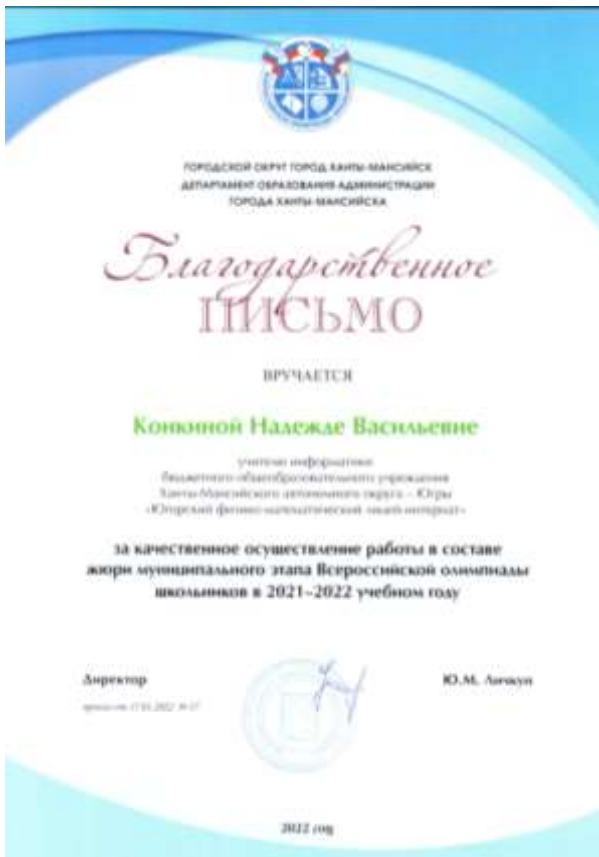 ГОРОДСКОЙ ОКРУГ ГОРОД ХАНТЫ-МАНСИЙСК
ДЕПАРТАМЕНТ ОБРАЗОВАНИЯ АДМИНИСТРАЦИИ
ГОРОДА ХАНТЫ-МАНСИЙСКА
Благодарственное
ПИСЬМО
ВРУЧАЕТСЯ
Конкиной Надежде Васильевне
учителю информатики
бюджетного общеобразовательного учреждения
Ханты-Мансийского автономного округа – Югры
«Югорский физико-математический лицей-интернат»
за качественное осуществление работы в составе
жюри муниципального этапа Всероссийской олимпиады
школьников в 2021–2022 учебном году
Директор
Ю.М. Личкун
приказ от
2022 год